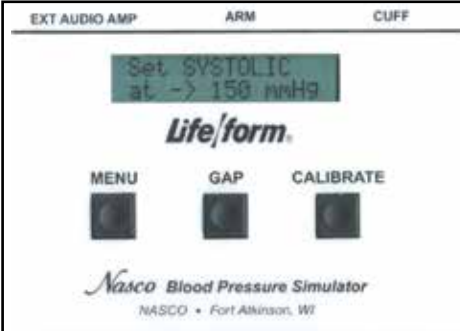 EXT AUDIO AMP ARM CUFF
Set SYSTOLIC
at -> 150 mmHg
Life/form®
MENU GAP CALIBRATE
Nasco Blood Pressure Simulator
NASCO • Fort Atkinson, WI